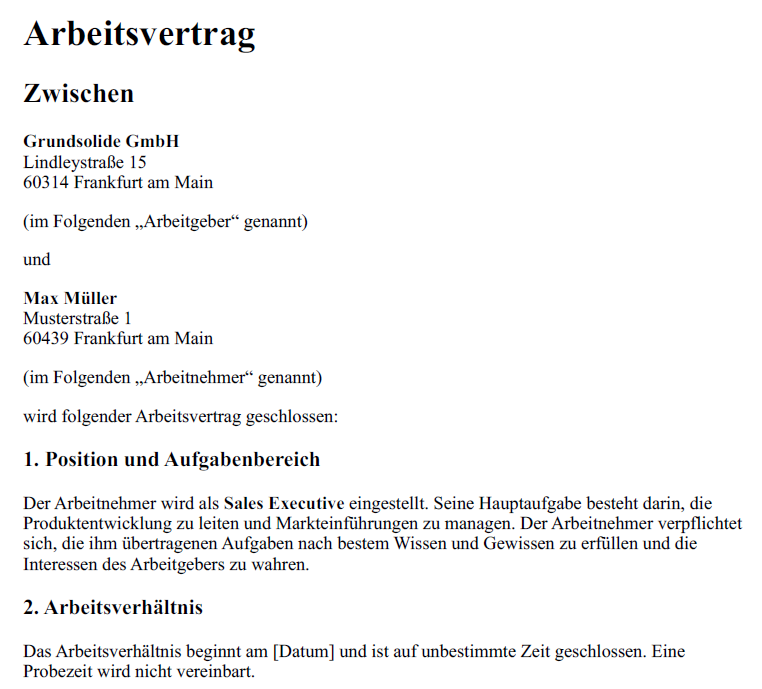 Arbeitsvertrag
Zwischen
Grundsolide GmbH
Lindleystraße 15
60314 Frankfurt am Main
(im Folgenden „Arbeitgeber“ genannt)
und
Max Müller
Musterstraße 1
60439 Frankfurt am Main
(im Folgenden „Arbeitnehmer“ genannt)
wird folgender Arbeitsvertrag geschlossen:
1. Position und Aufgabenbereich
Der Arbeitnehmer wird als Sales Executive eingestellt. Seine Hauptaufgabe besteht darin, die
Produktentwicklung zu leiten und Markteinführungen zu managen. Der Arbeitnehmer verpflichtet
sich, die ihm übertragenen Aufgaben nach bestem Wissen und Gewissen zu erfüllen und die
Interessen des Arbeitgebers zu wahren.
2. Arbeitsverhältnis
Das Arbeitsverhältnis beginnt am [Datum] und ist auf unbestimmte Zeit geschlossen. Eine
Probezeit wird nicht vereinbart.